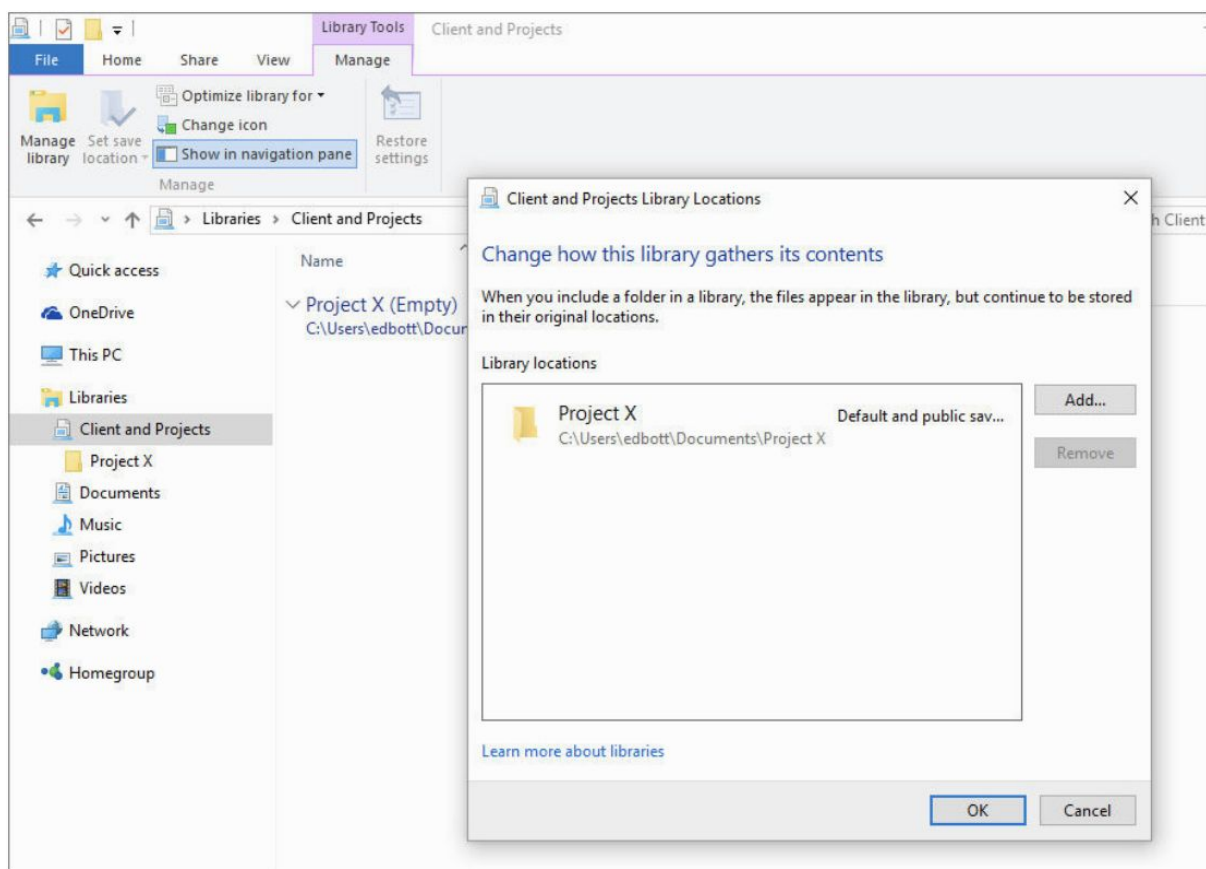 Library Tools
Client and Projects
File
Home
Share
View
Manage
Manage library
Set save location
Optimize library for
Change icon
Show in navigation pane
Restore settings
Manage
Libraries
Client and Projects
h Client
Quick access
OneDrive
This PC
Libraries
Client and Projects
Project X
Documents
Music
Pictures
Videos
Network
Homegroup
Name
Project X (Empty)
C:\Users\edbott\Docur
Client and Projects Library Locations
Change how this library gathers its contents
When you include a folder in a library, the files appear in the library, but continue to be stored
in their original locations.
Library locations
Project X
Default and public sav...
C:\Users\edbott\Documents\Project X
Add...
Remove
Learn more about libraries
OK
Cancel